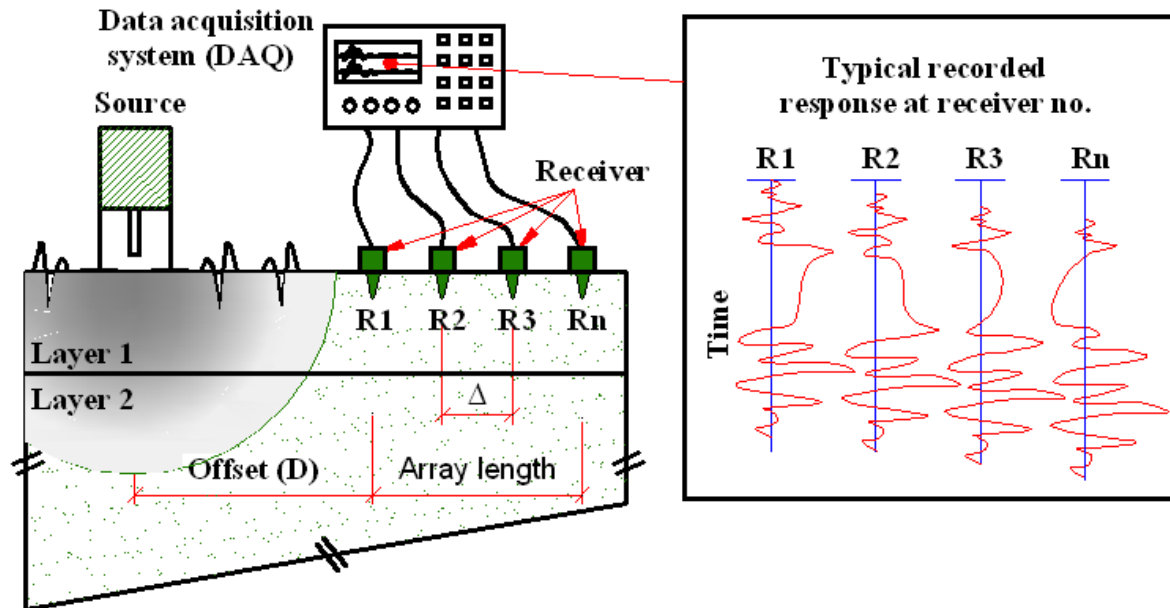 Data acquisition
system (DAQ)
Source
Receiver
R1 R2 R3 Rn
Layer 1
Layer 2
Δ
Offset (D)
Array length
Typical recorded
response at receiver no.
R1 R2 R3 Rn
Time